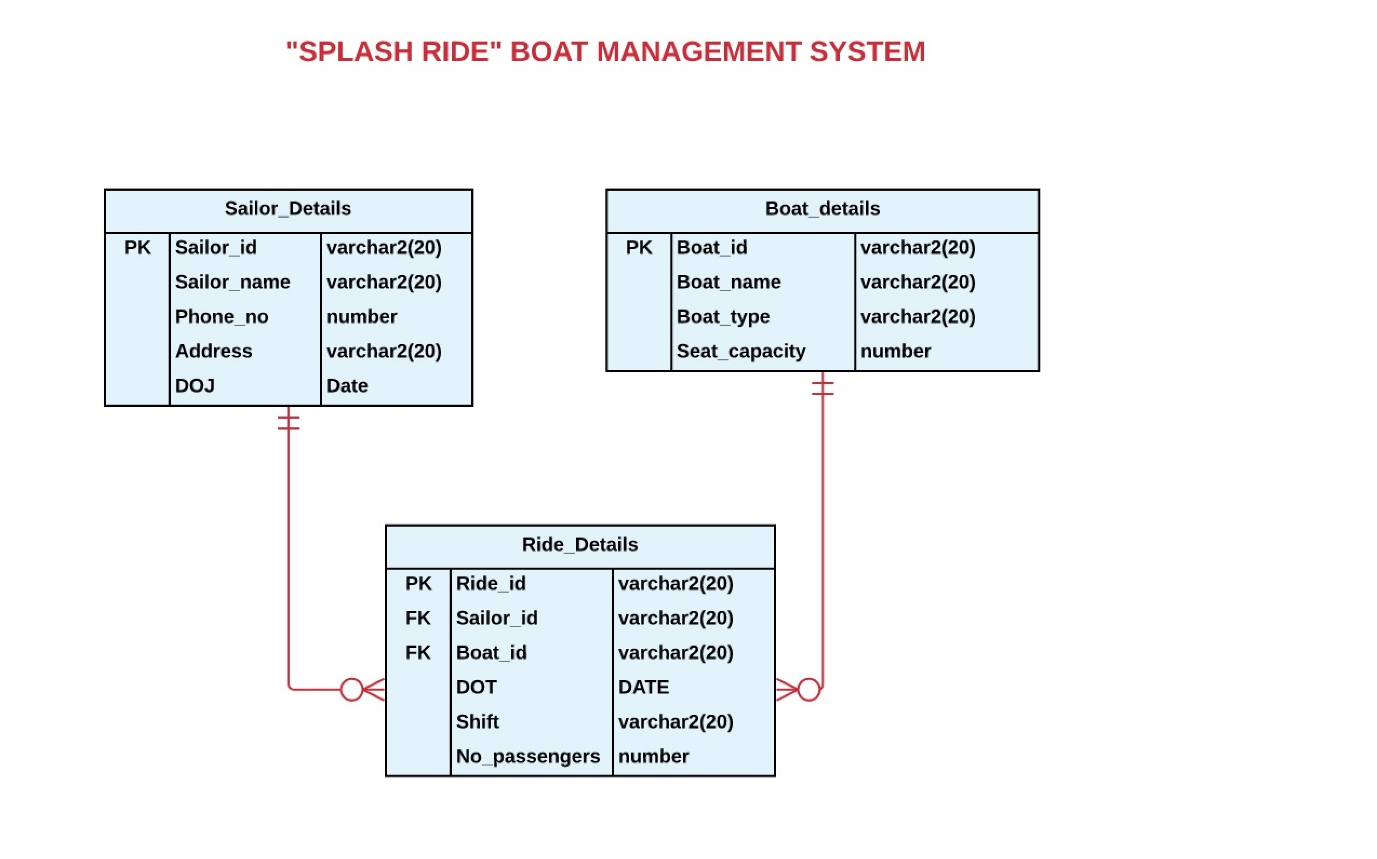 "SPLASH RIDE" BOAT MANAGEMENT SYSTEM
Sailor_Details
PK Sailor_id varchar2(20)
Sailor_name varchar2(20)
Phone_no number
Address varchar2(20)
DOJ Date
Boat_details
PK Boat_id varchar2(20)
Boat_name varchar2(20)
Boat_type varchar2(20)
Seat_capacity number
Ride_Details
PK Ride_id varchar2(20)
FK Sailor_id varchar2(20)
FK Boat_id varchar2(20)
DOT DATE
Shift varchar2(20)
No_passengers number